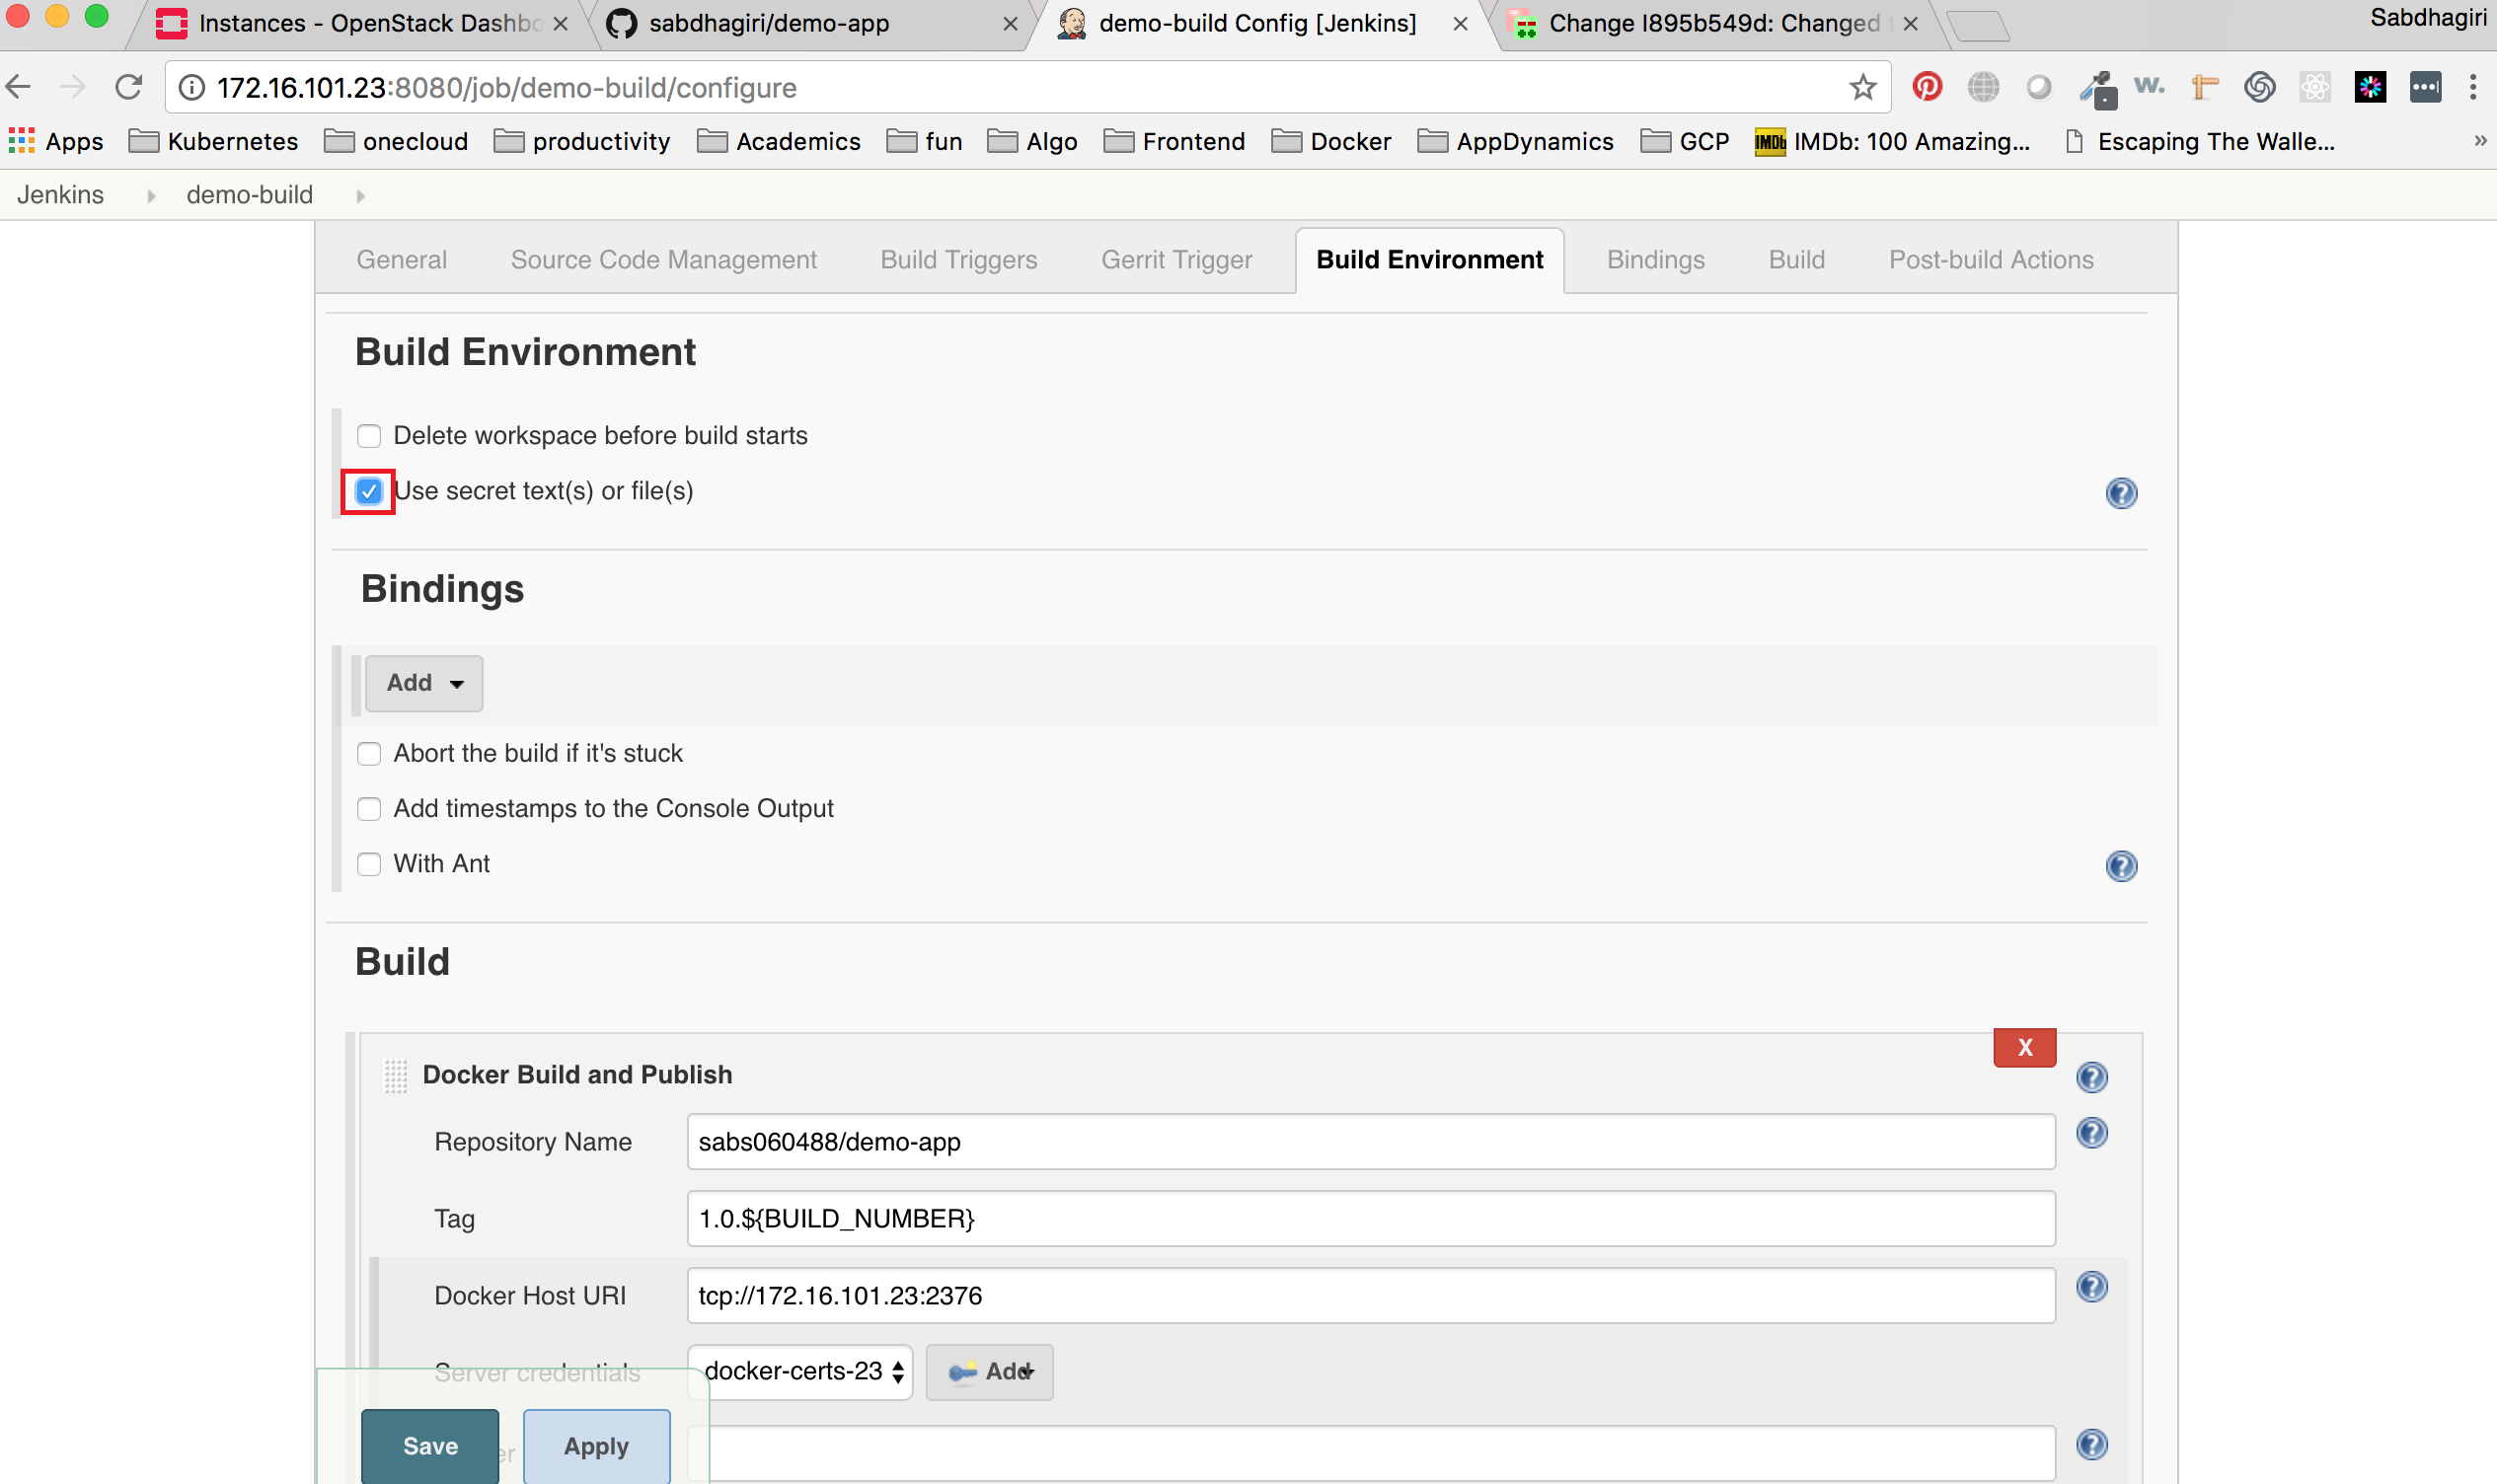 Instances - OpenStack Dashbo
sabdhagiri/demo-app
demo-build Config [Jenkins]
Change I895b549d: Changed
Sabdhagiri
172.16.101.23:8080/job/demo-build/configure
w.
Apps
Kubernetes
onecloud
productivity
Academics
fun
Algo
Frontend
Docker
AppDynamics
GCP
IMDb
IMDb: 100 Amazing...
Escaping The Walle...
»
Jenkins
demo-build
General
Source Code Management
Build Triggers
Gerrit Trigger
Build Environment
Bindings
Build
Post-build Actions
Build Environment
Delete workspace before build starts
Use secret text(s) or file(s)
Bindings
Add
Abort the build if it's stuck
Add timestamps to the Console Output
With Ant
Build
X
Docker Build and Publish
Repository Name
sabs060488/demo-app
Tag
1.0.${BUILD_NUMBER}
Docker Host URI
tcp://172.16.101.23:2376
Server credentials
docker-certs-23
Add
Save
Apply